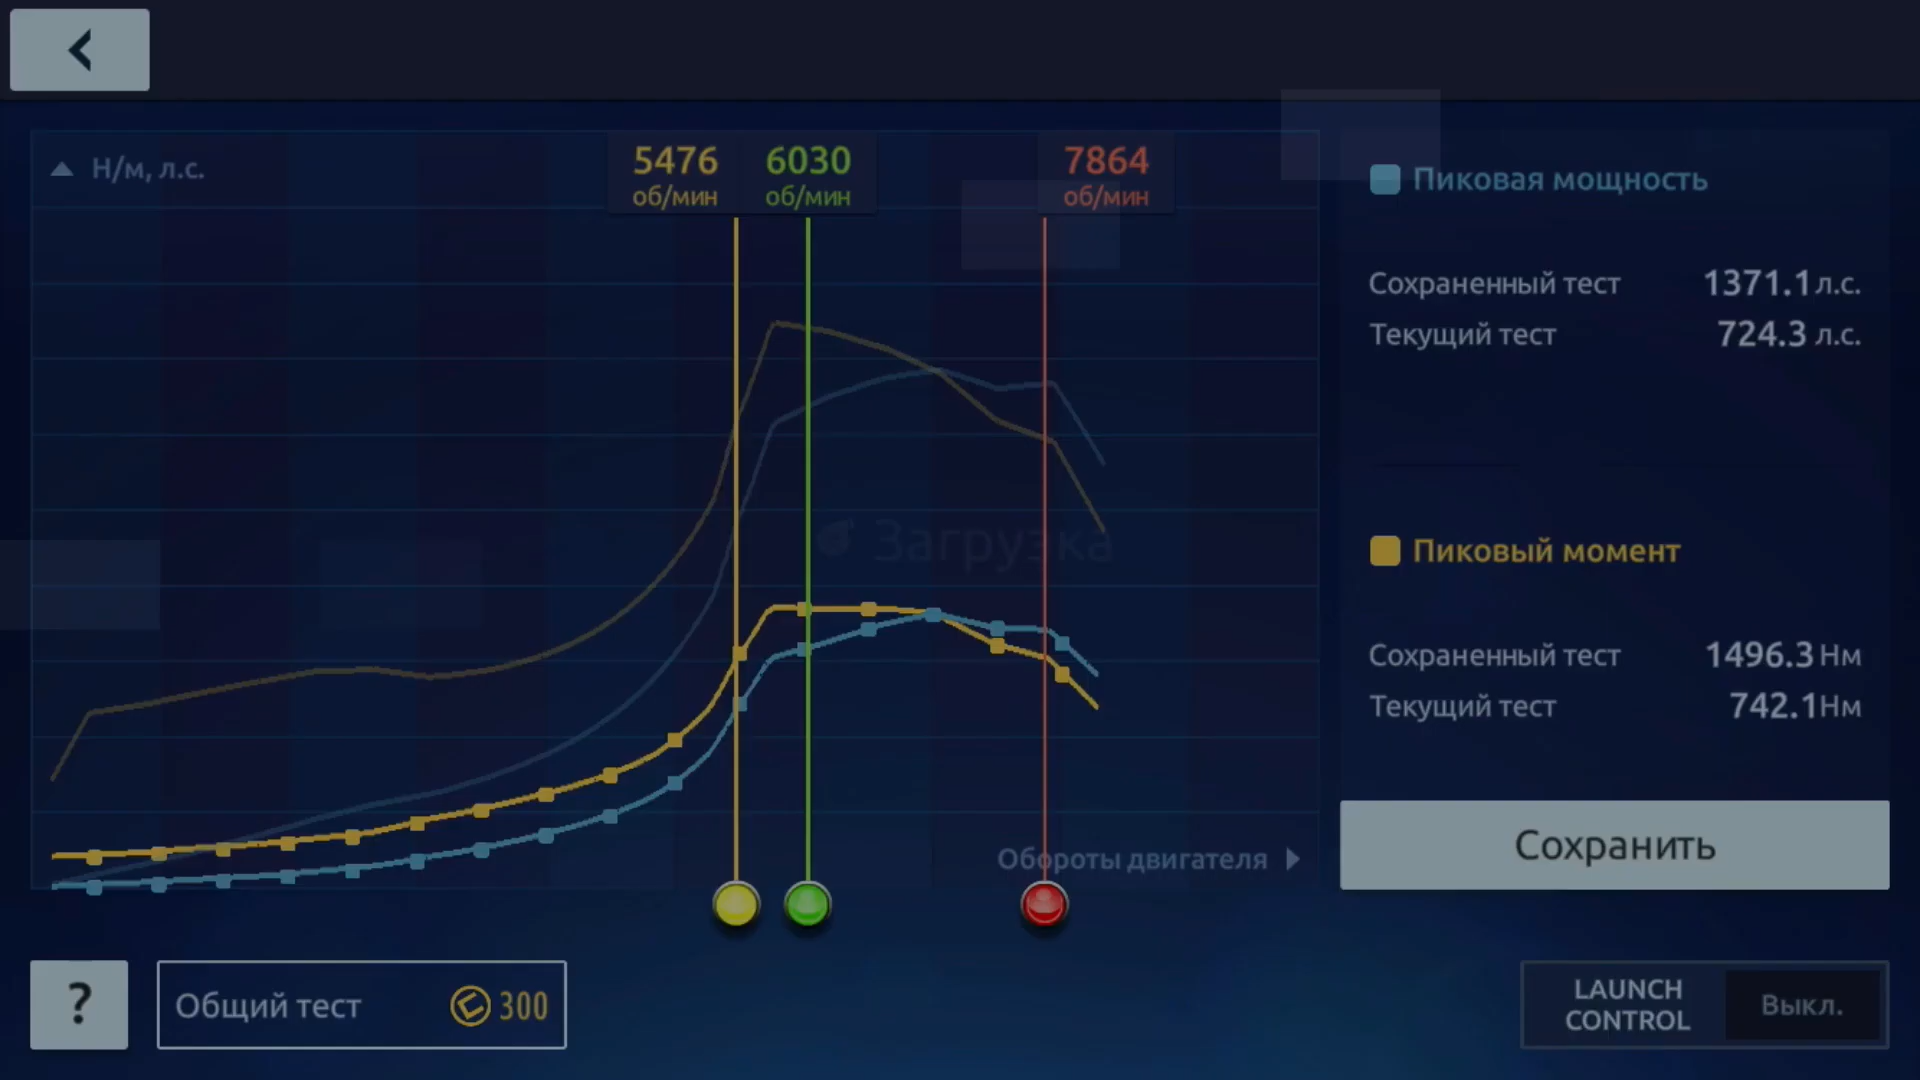 Н/м, л.с.
5476
об/мин
6030
об/мин
7864
об/мин
Пиковая мощность
Сохраненный тест 1371.1 л.с.
Текущий тест 724.3 л.с.
Загрузка
Пиковый момент
Сохраненный тест 1496.3 Нм
Текущий тест 742.1 Нм
Обороты двигателя
Сохранить
?
Общий тест 300
LAUNCH
CONTROL
Выкл.